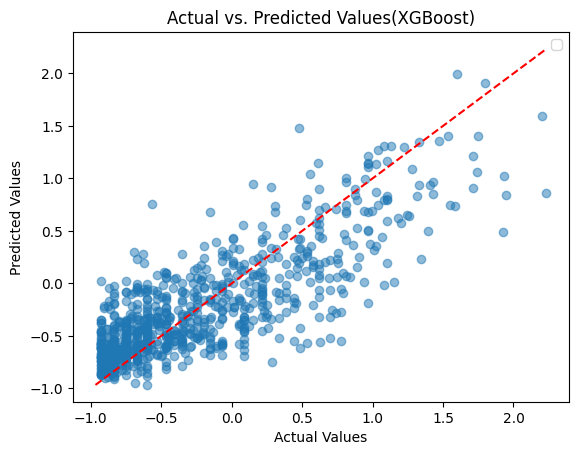 Actual vs. Predicted Values(XGBoost)
2.0
1.5
1.0
0.5
0.0
−0.5
−1.0
Predicted Values
−1.0 −0.5 0.0 0.5 1.0 1.5 2.0
Actual Values